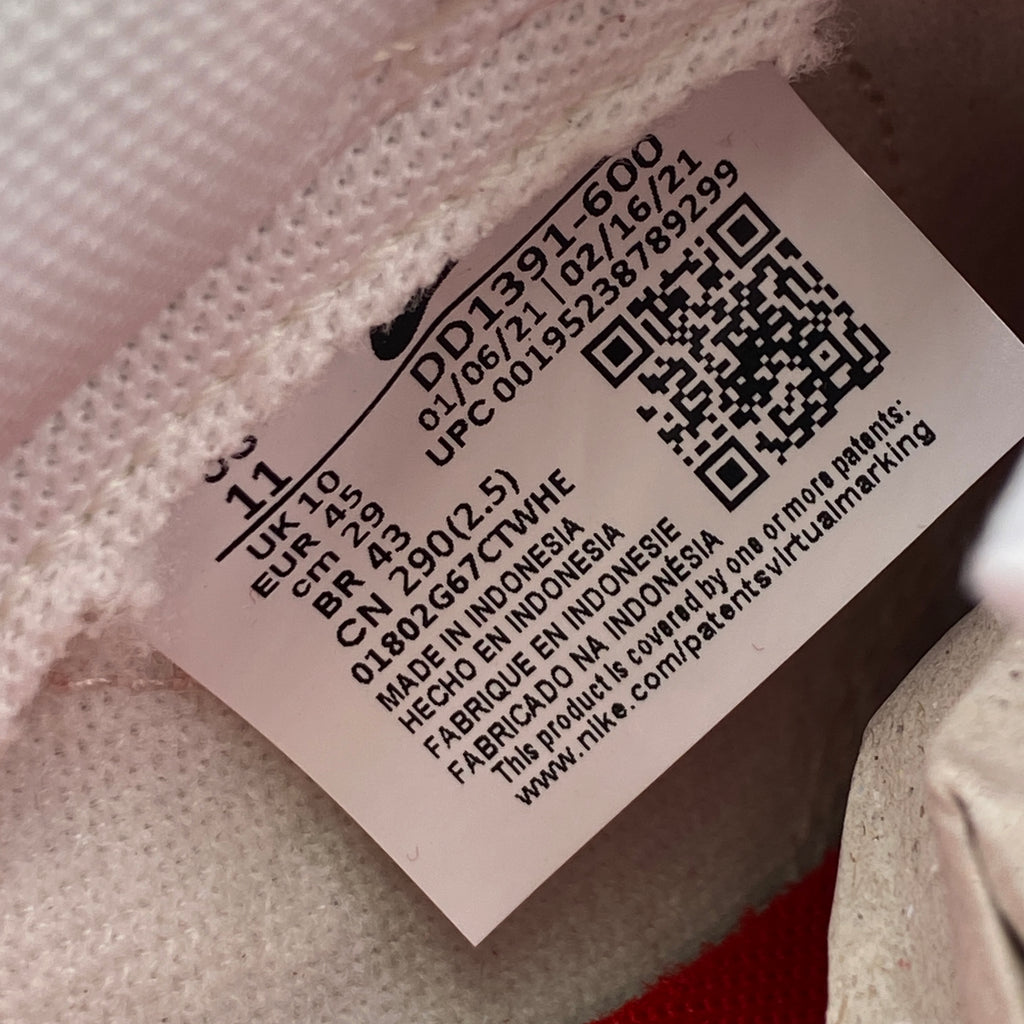 11
UK 10
EUR 45
cm 29
BR 43
CN 290(2.5)
01802G67CTWHE
DD1391-600
01/06/21 | 02/16/21
UPC 00195238789299
MADE IN INDONESIA
HECHO EN INDONESIA
FABRIQUE EN INDONESIE
FABRICADO NA INDONÉSIA
This product is covered by one or more patents:
www.nike.com/patentsvirtualmarking